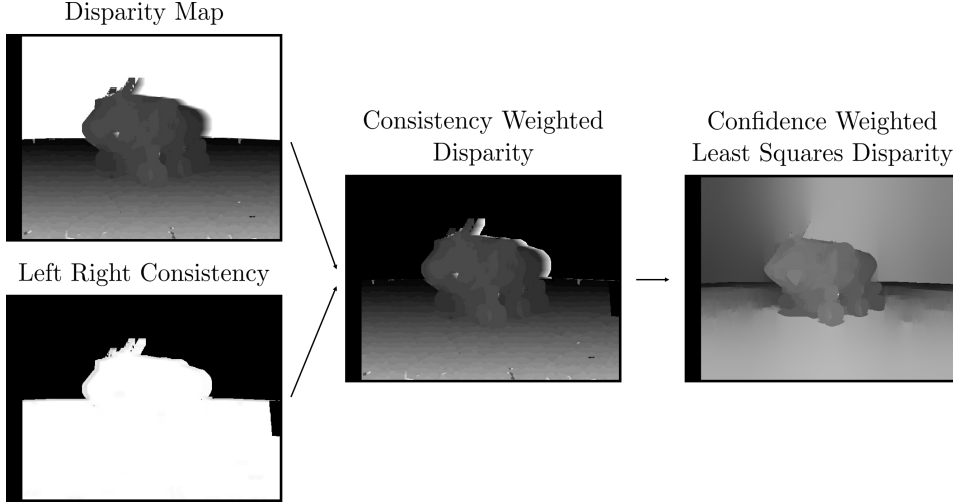 Disparity Map
Left Right Consistency
Consistency Weighted
Disparity
Confidence Weighted
Least Squares Disparity